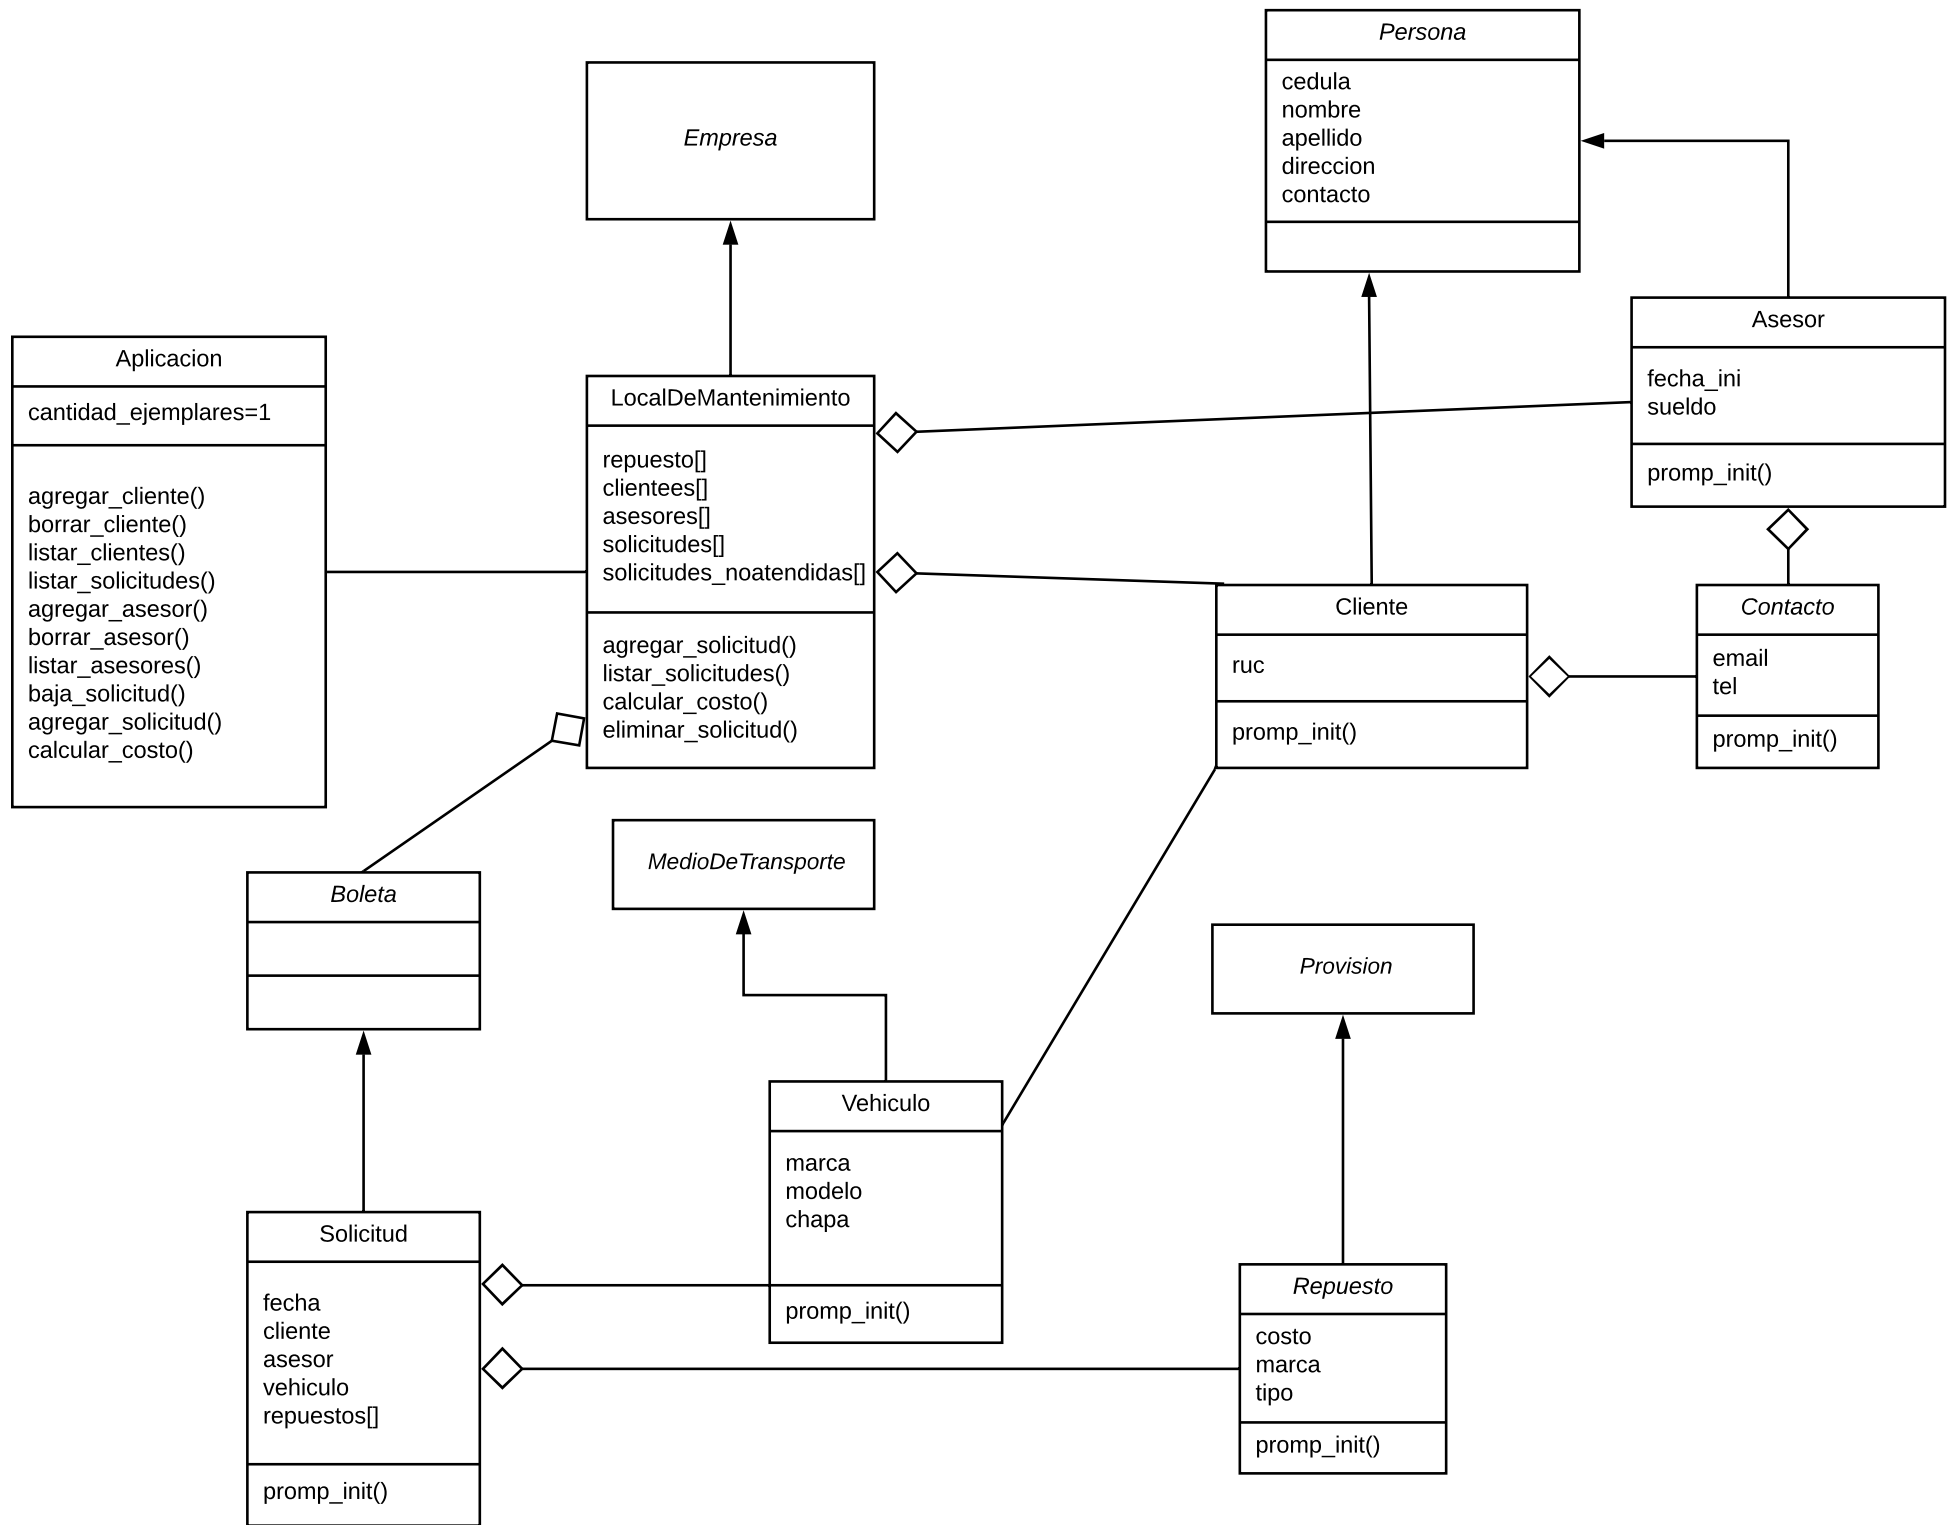 Persona
cedula
nombre
apellido
direccion
contacto
Empresa
Asesor
fecha_ini
sueldo
promp_init()
Aplicacion
cantidad_ejemplares=1
agregar_cliente()
borrar_cliente()
listar_clientes()
listar_solicitudes()
agregar_asesor()
borrar_asesor()
listar_asesores()
baja_solicitud()
agregar_solicitud()
calcular_costo()
LocalDeMantenimiento
repuesto[]
clientees[]
asesores[]
solicitudes[]
solicitudes_noatendidas[]
agregar_solicitud()
listar_solicitudes()
calcular_costo()
eliminar_solicitud()
Cliente
ruc
promp_init()
Contacto
email
tel
promp_init()
MedioDeTransporte
Boleta
Provision
Vehiculo
marca
modelo
chapa
promp_init()
Solicitud
fecha
cliente
asesor
vehiculo
repuestos[]
promp_init()
Repuesto
costo
marca
tipo
promp_init()